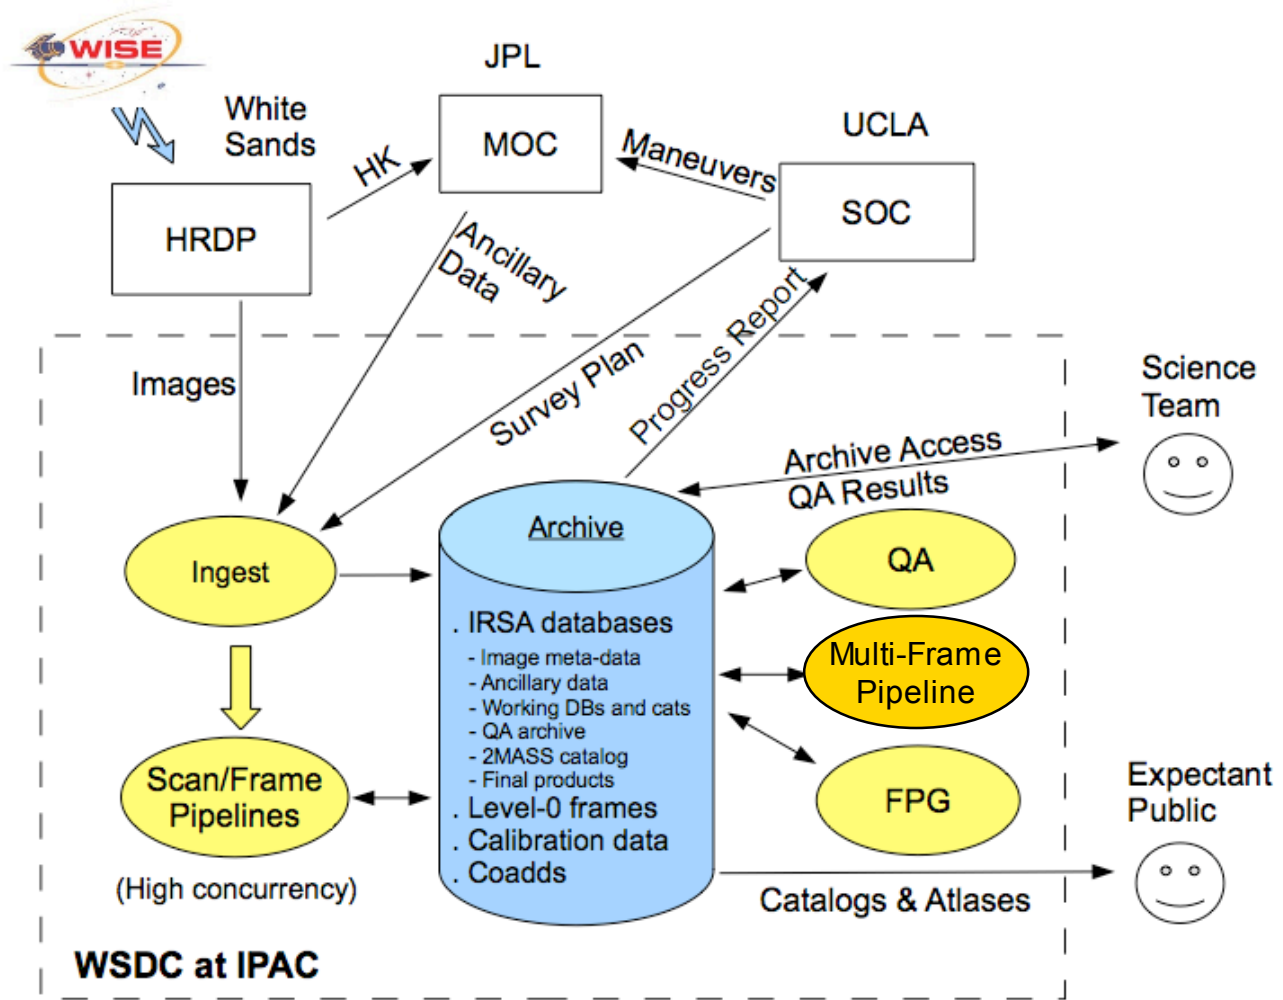 WISE
JPL
White
Sands
MOC
UCLA
HK
Maneuvers
SOC
HRDP
Ancillary
Data
Images
Survey Plan
Progress Report
Science
Team
Archive Access
QA Results
Archive
Ingest
QA
. IRSA databases
- Image meta-data
- Ancillary data
- Working DBs and cats
- QA archive
- 2MASS catalog
- Final products
. Level-0 frames
. Calibration data
. Coadds
Multi-Frame
Pipeline
Scan/Frame
Pipelines
(High concurrency)
FPG
Expectant
Public
Catalogs & Atlases
WSDC at IPAC